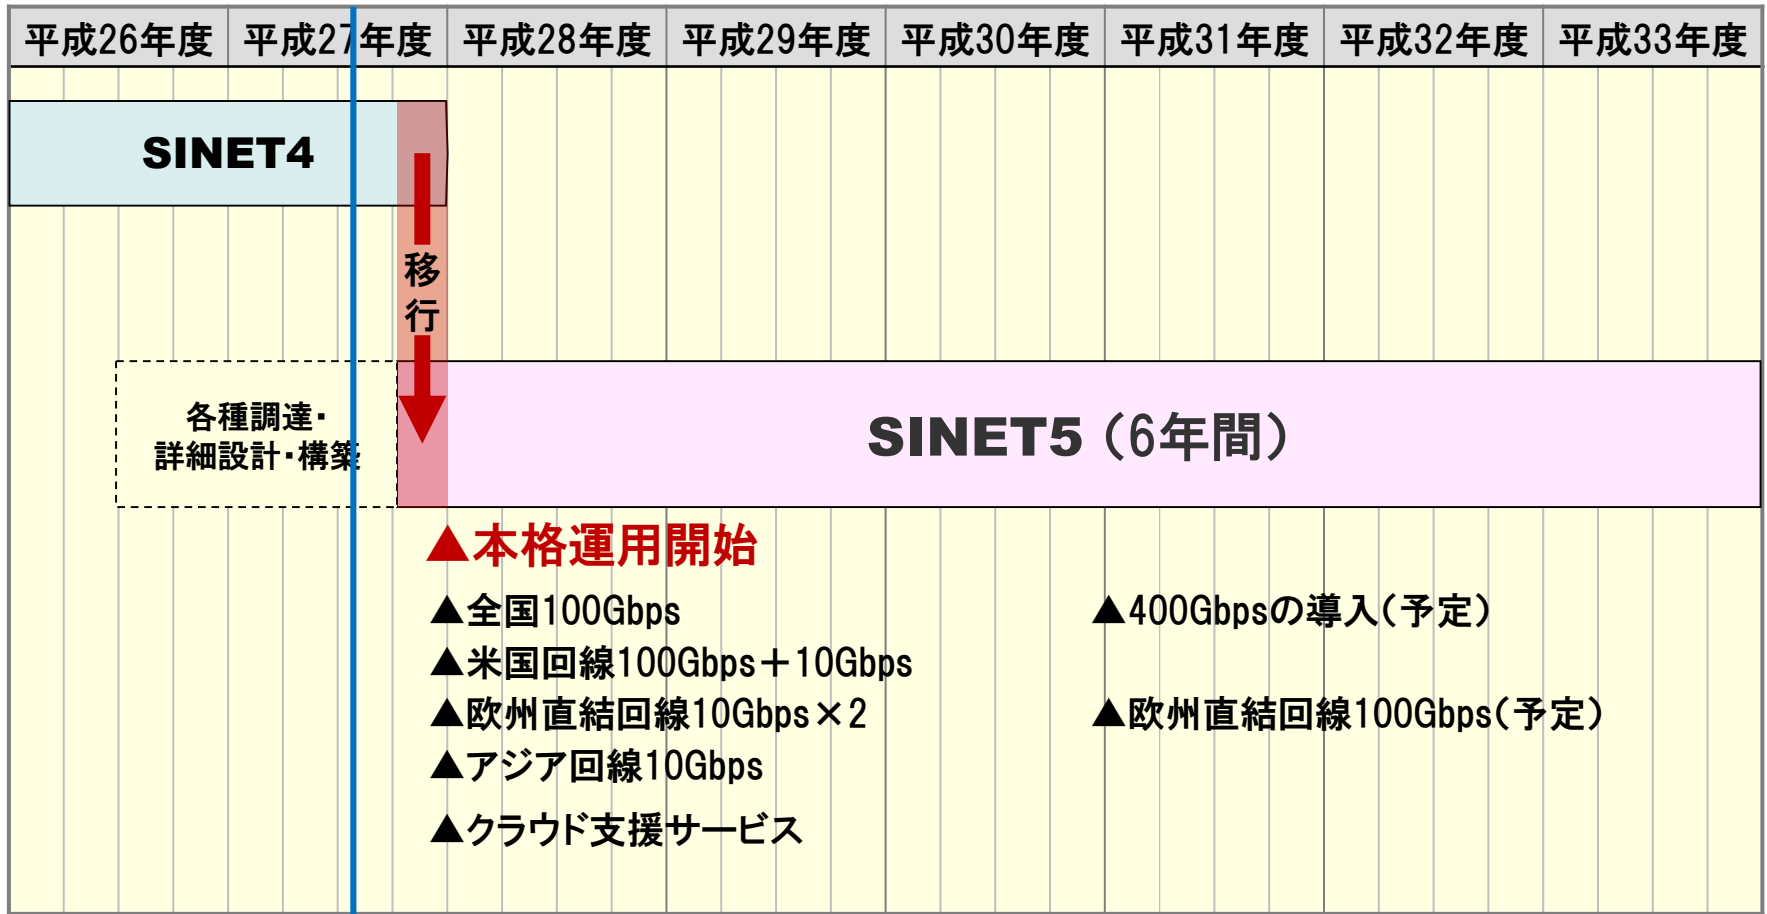 平成26年度 平成27年度 平成28年度 平成29年度 平成30年度 平成31年度 平成32年度 平成33年度
SINET4
移
行
各種調達・
詳細設計・構築
SINET5（6年間）
▲本格運用開始
▲全国100Gbps
▲400Gbpsの導入（予定）
▲米国回線100Gbps＋10Gbps
▲欧州直結回線10Gbps×2
▲欧州直結回線100Gbps（予定）
▲アジア回線10Gbps
▲クラウド支援サービス